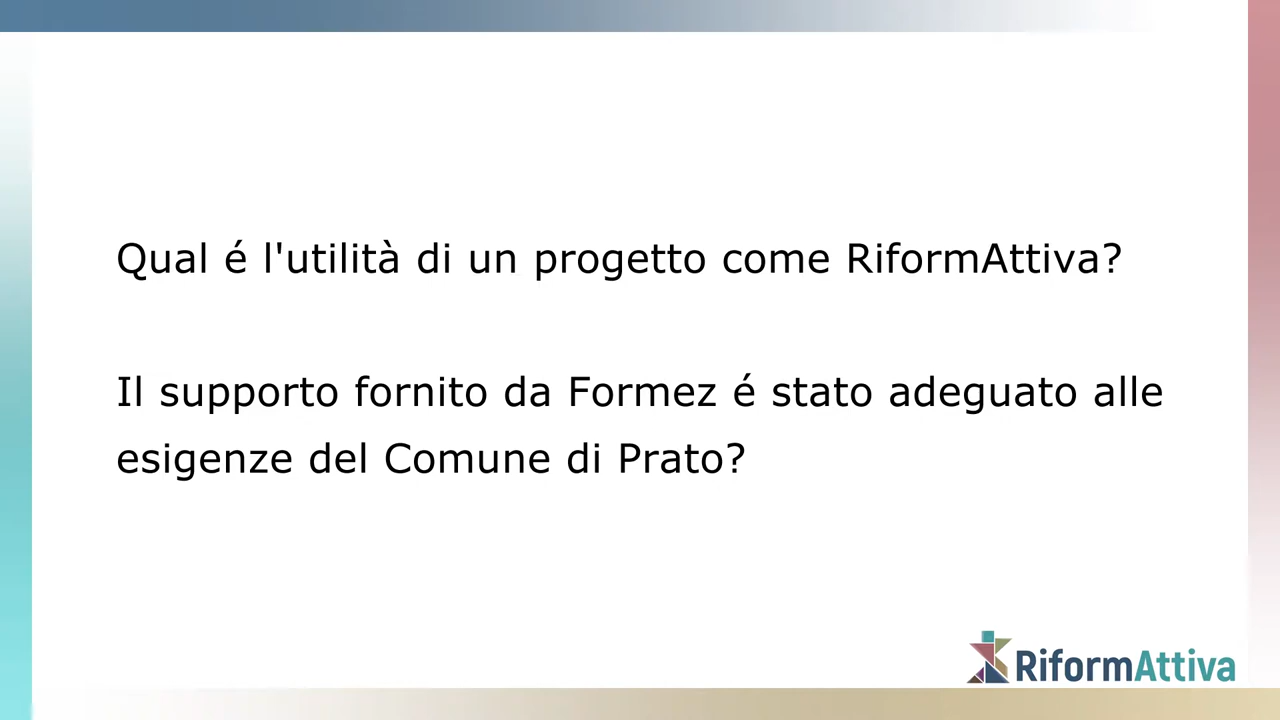 Qual é l'utilità di un progetto come RiformAttiva?
Il supporto fornito da Formez é stato adeguato alle
esigenze del Comune di Prato?
RiformAttiva